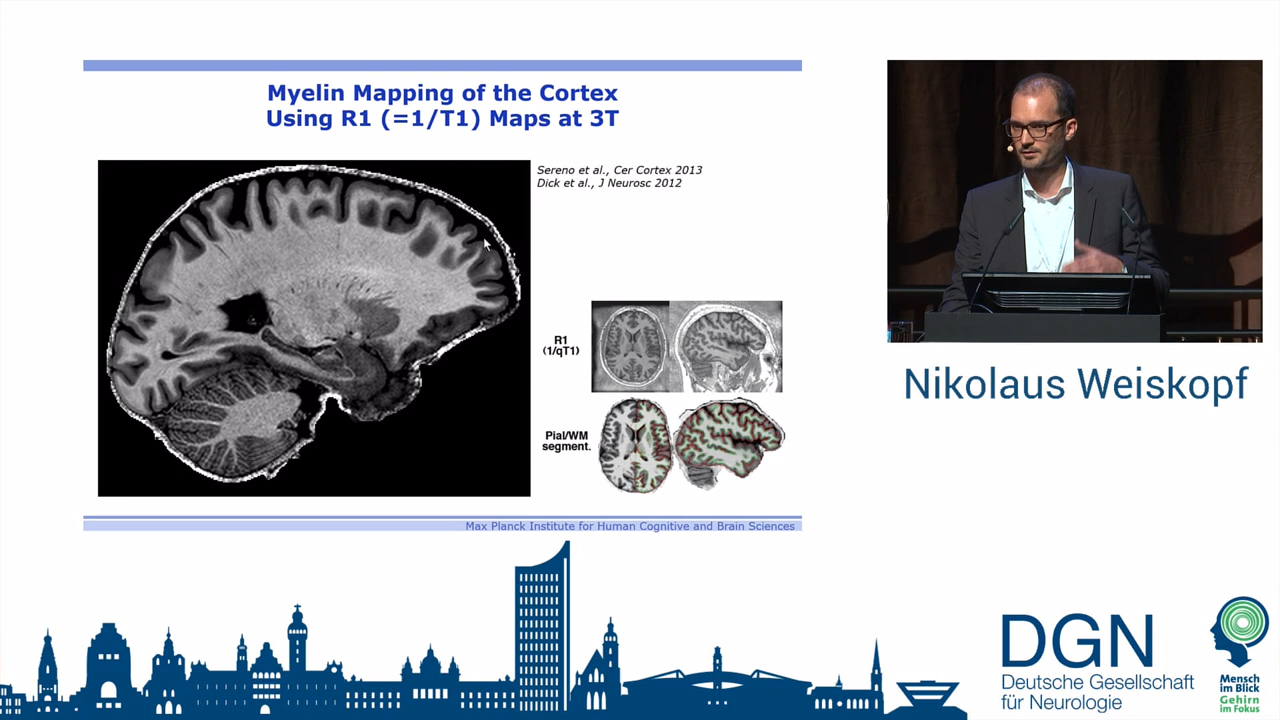 Myelin Mapping of the Cortex
Using R1 (=1/T1) Maps at 3T
Sereno et al., Cer Cortex 2013
Dick et al., J Neurosc 2012
R1
(1/qT1)
Pial/WM
segment.
Max Planck Institute for Human Cognitive and Brain Sciences
Nikolaus Weiskopf
DGN
Deutsche Gesellschaft
für Neurologie
Mensch
im Blick
Gehirn
im Fokus